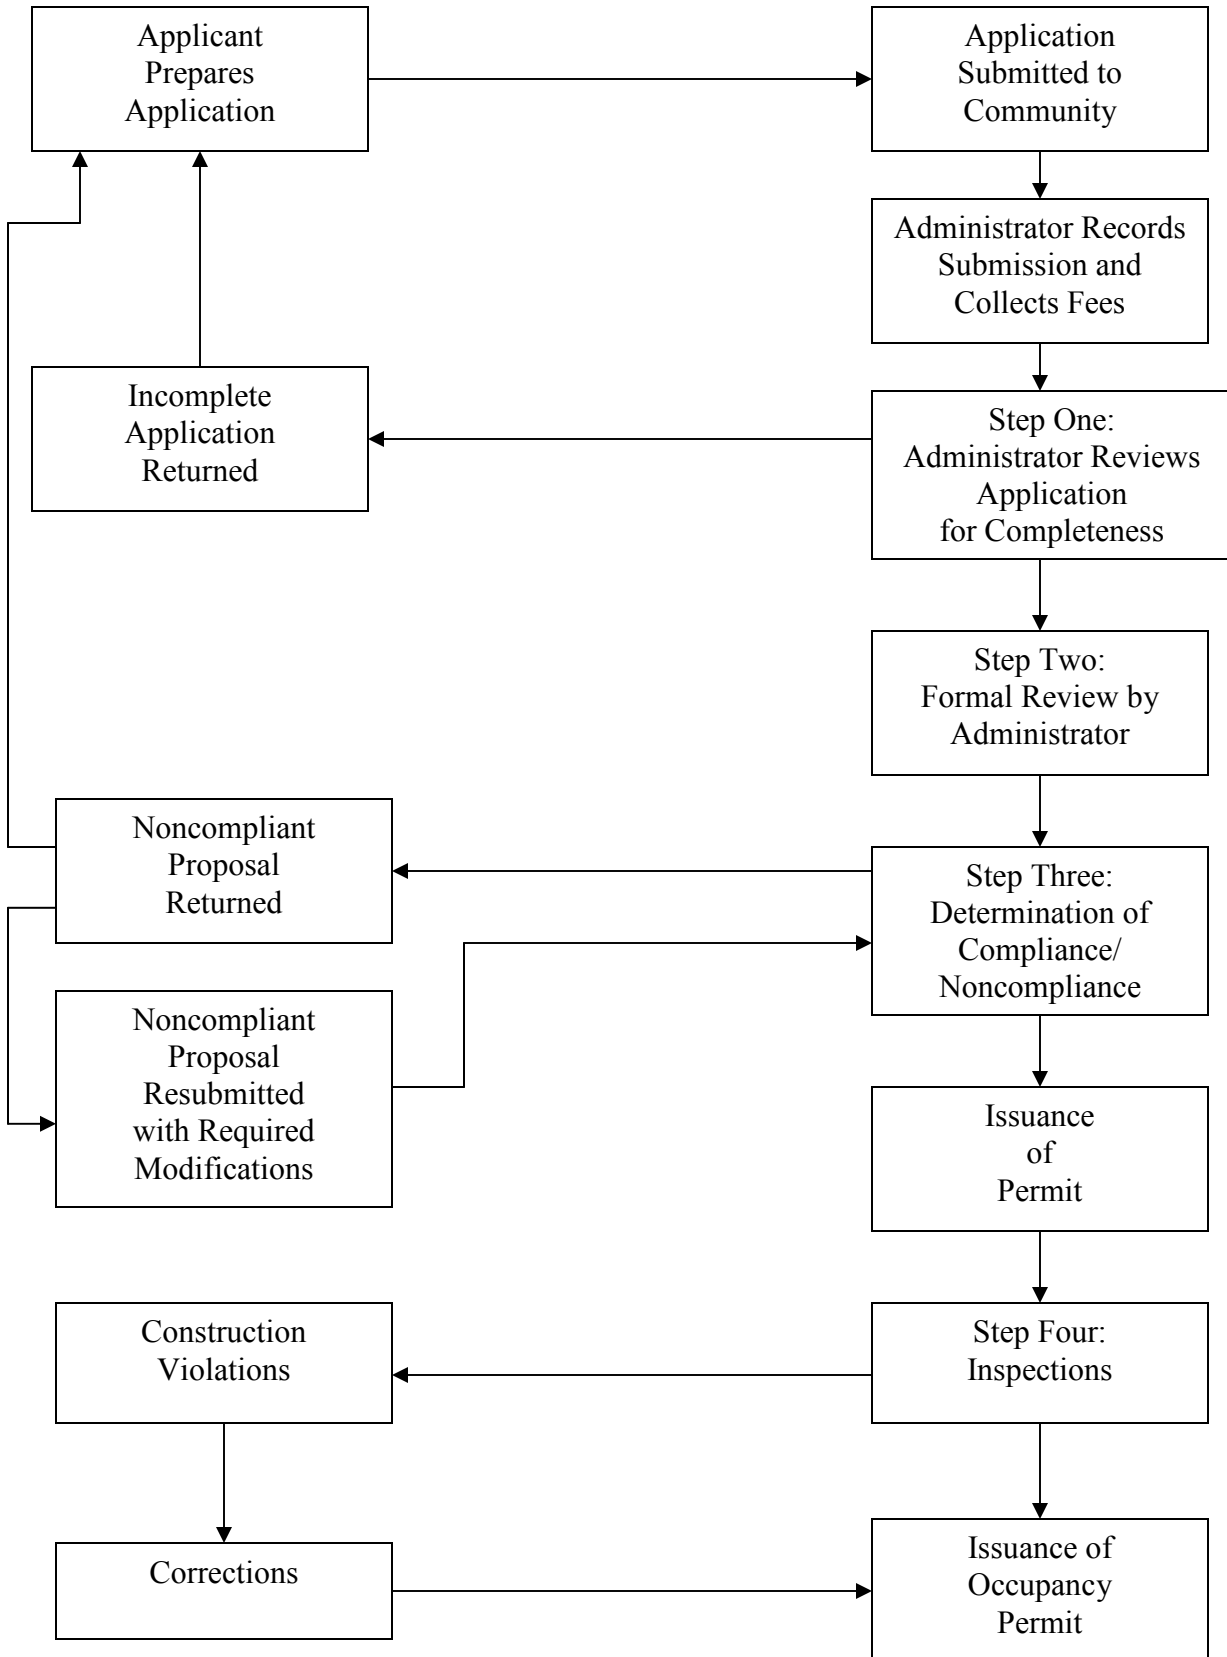 Applicant
Prepares
Application
Application
Submitted to
Community
Administrator Records
Submission and
Collects Fees
Incomplete
Application
Returned
Step One:
Administrator Reviews
Application
for Completeness
Step Two:
Formal Review by
Administrator
Noncompliant
Proposal
Returned
Step Three:
Determination of
Compliance/
Noncompliance
Noncompliant
Proposal
Resubmitted
with Required
Modifications
Issuance
of
Permit
Construction
Violations
Step Four:
Inspections
Corrections
Issuance of
Occupancy
Permit